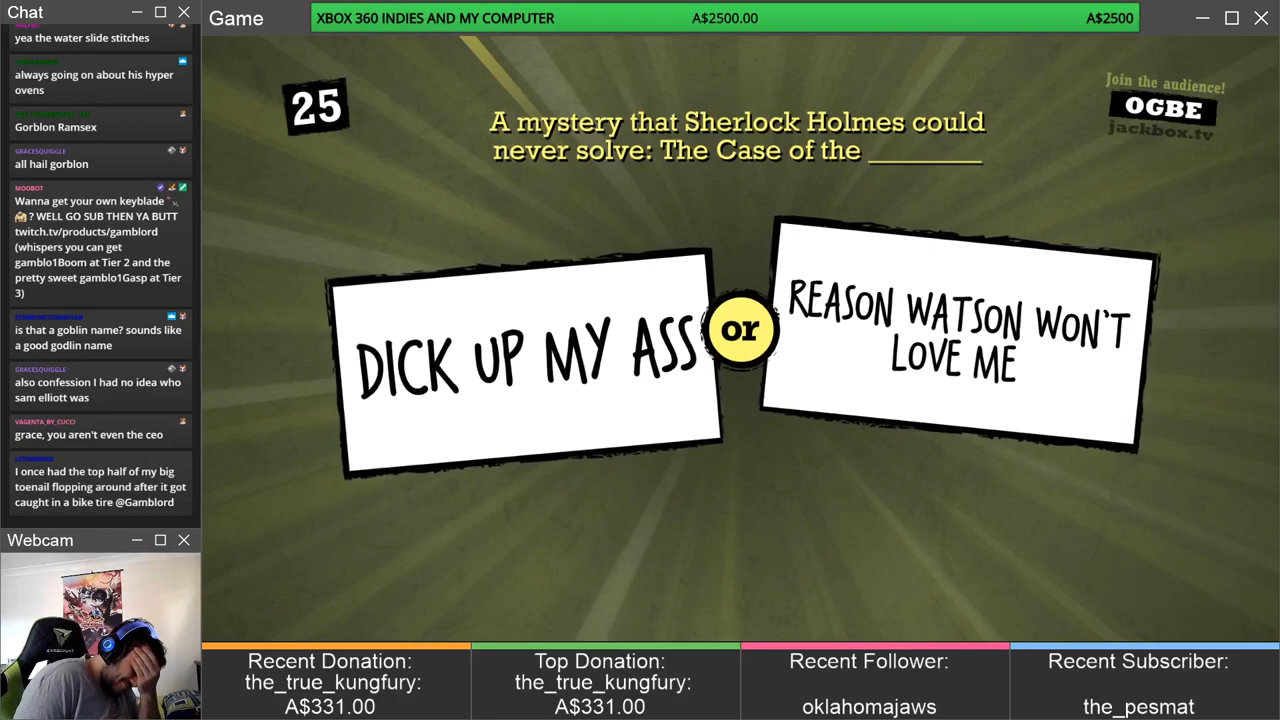 Chat
Game
XBOX 360 INDIES AND MY COMPUTER
A$2500.00
A$2500
yea the water slide stitches
always going on about his hyper
ovens
Gorblon Ramsex
GRACESQUIGGLE
all hail gorblon
MOOBOT
Wanna get your own keyblade
? WELL GO SUB THEN YA BUTT
twitch.tv/products/gamblord
(whispers you can get
gamblo1Boom at Tier 2 and the
pretty sweet gamblo1Gasp at Tier
3)
is that a goblin name? sounds like
a good godlin name
GRACESQUIGGLE
also confession I had no idea who
sam elliott was
VAGENTA_BY_CUCCI
grace, you aren't even the ceo
I once had the top half of my big
toenail flopping around after it got
caught in a bike tire @Gamblord
Webcam
25
A mystery that Sherlock Holmes could
never solve: The Case of the ________
Join the audience!
OGBE
jackbox.tv
DICK UP MY ASS
or
REASON WATSON WON'T
LOVE ME
Recent Donation:
the_true_kungfury:
A$331.00
Top Donation:
the_true_kungfury:
A$331.00
Recent Follower:
oklahomajaws
Recent Subscriber:
the_pesmat